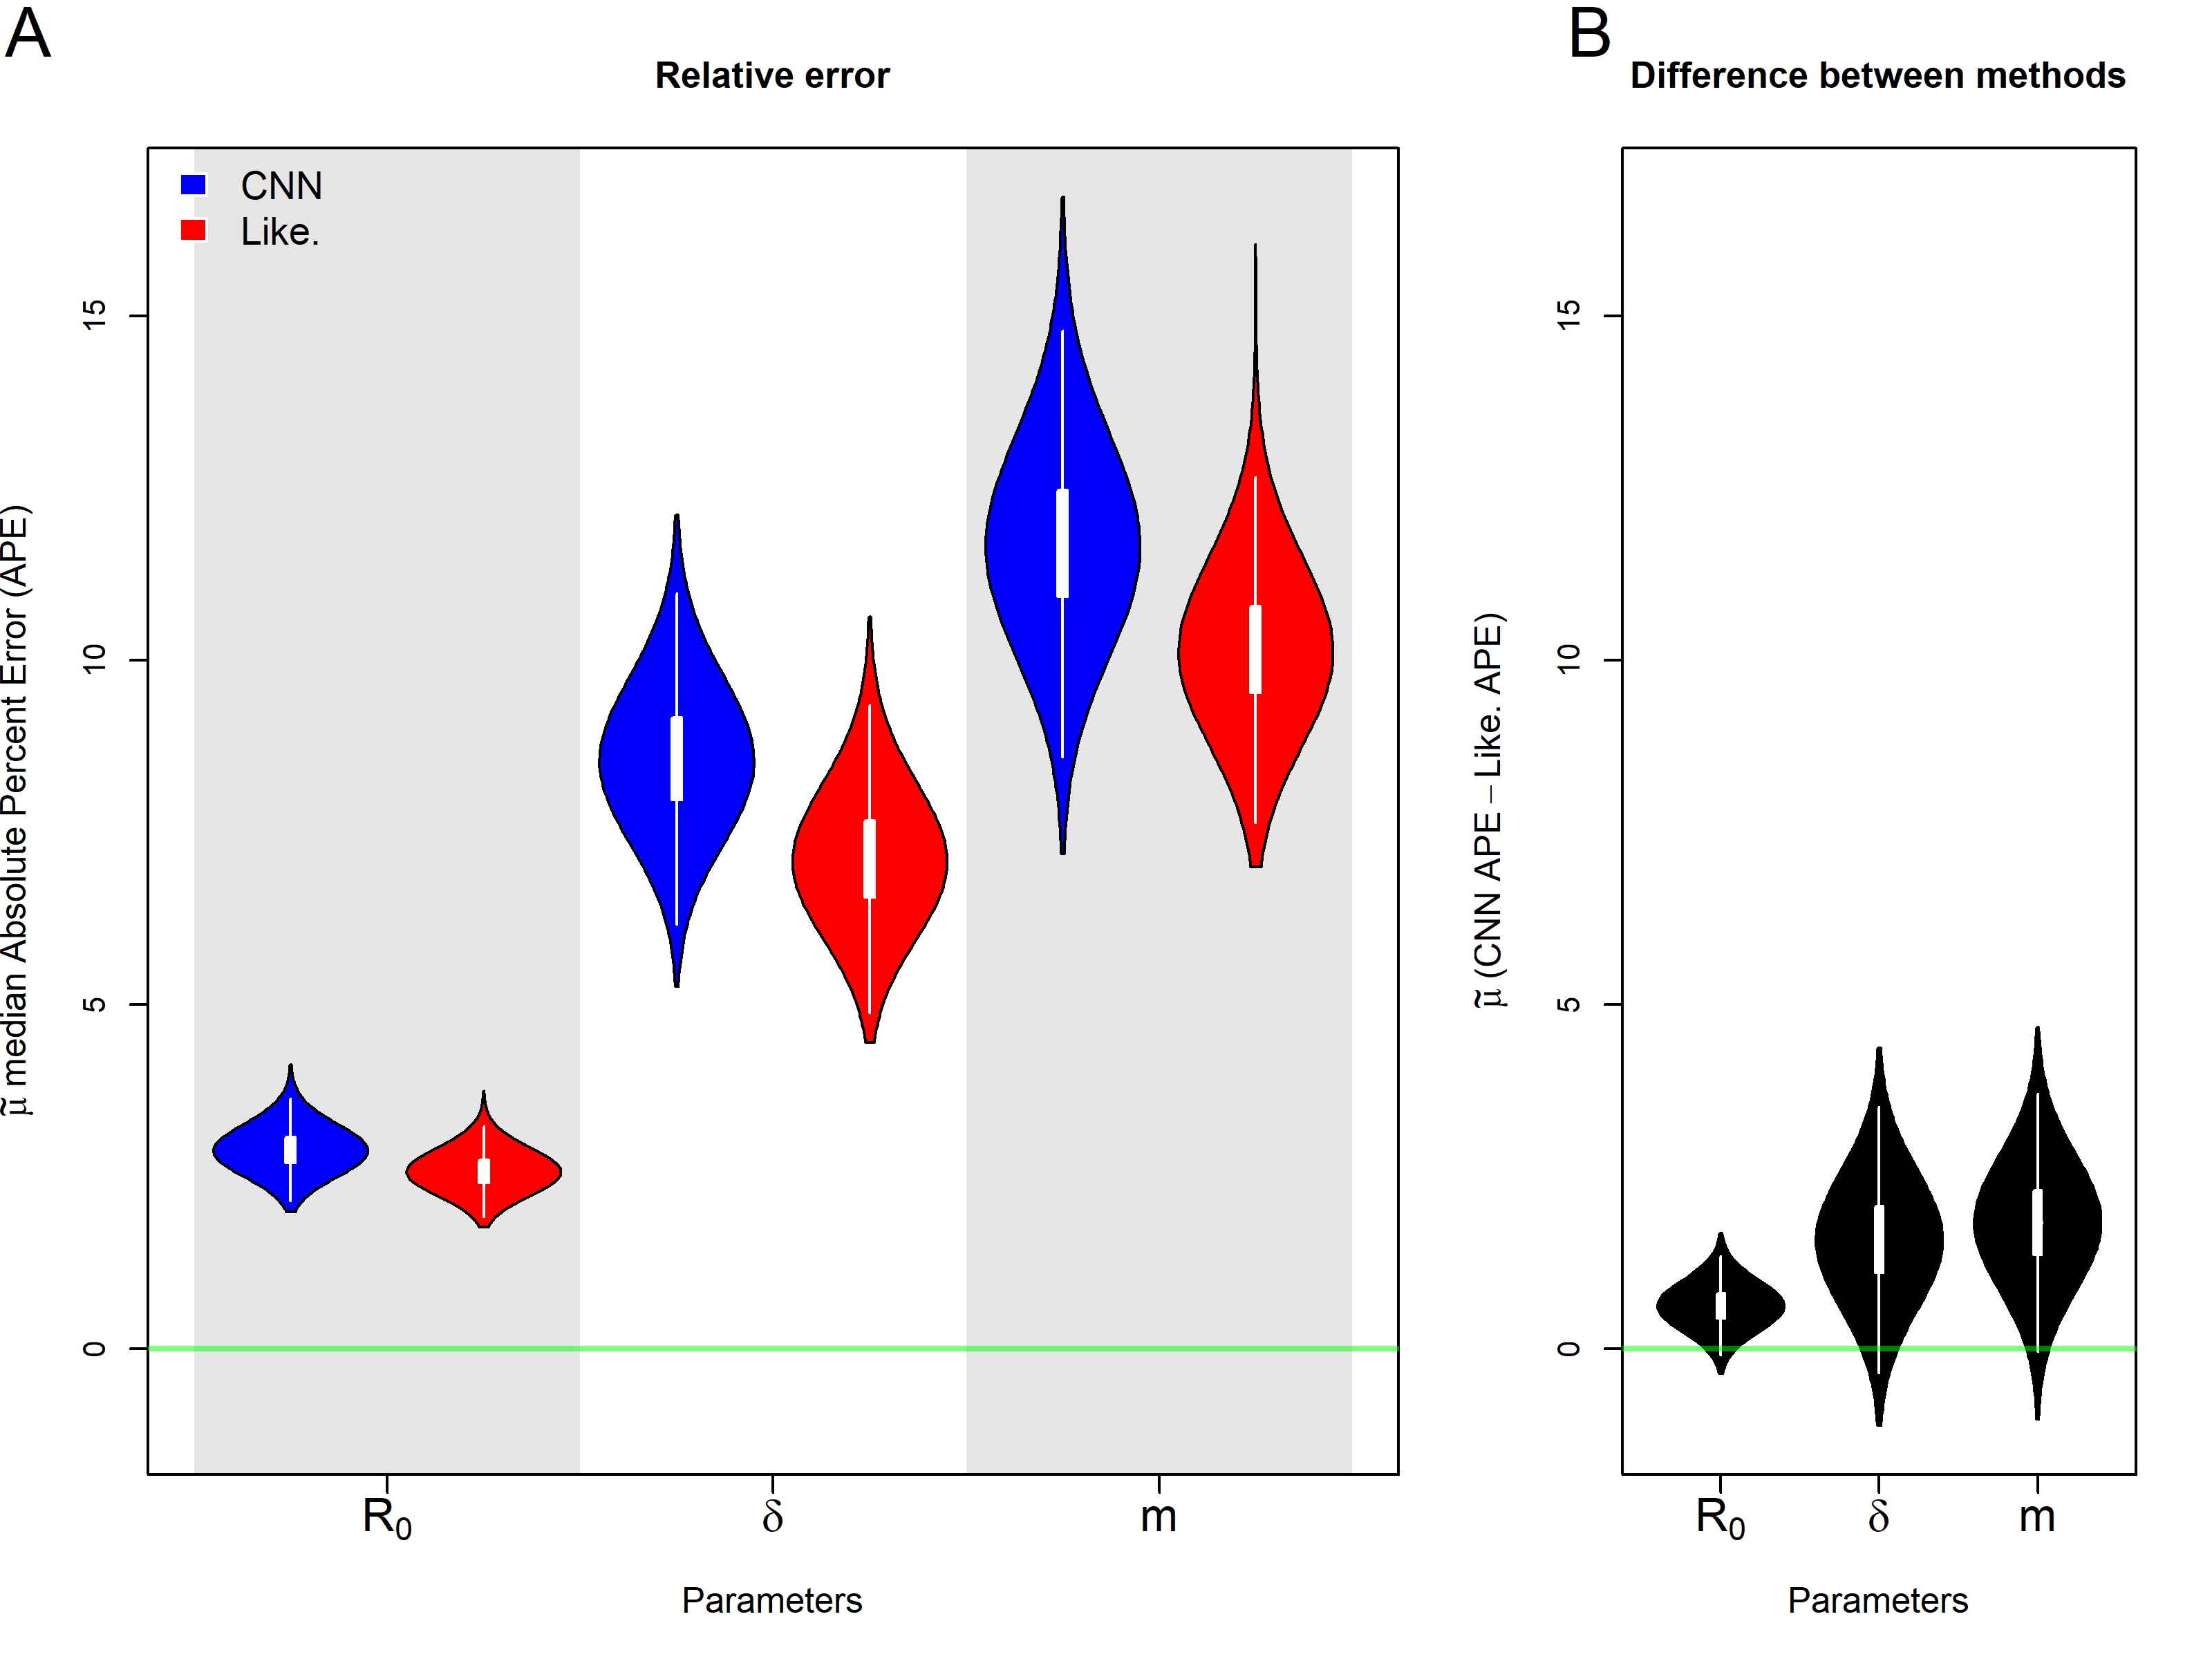 A
Relative error
CNN
Like.
μ̃ median Absolute Percent Error (APE)
15
10
5
0
R₀
δ
m
Parameters
B
Difference between methods
μ̃ (CNN APE − Like. APE)
15
10
5
0
R₀
δ
m
Parameters